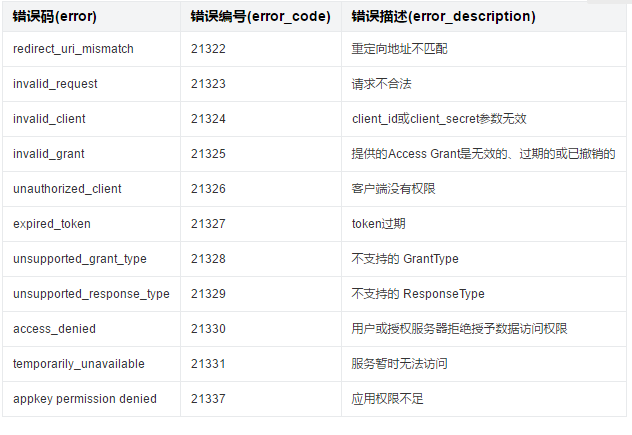 错误码(error) 错误编号(error_code) 错误描述(error_description)
redirect_uri_mismatch 21322 重定向地址不匹配
invalid_request 21323 请求不合法
invalid_client 21324 client_id或client_secret参数无效
invalid_grant 21325 提供的Access Grant是无效的、过期的或已撤销的
unauthorized_client 21326 客户端没有权限
expired_token 21327 token过期
unsupported_grant_type 21328 不支持的 GrantType
unsupported_response_type 21329 不支持的 ResponseType
access_denied 21330 用户或授权服务器拒绝授予数据访问权限
temporarily_unavailable 21331 服务暂时无法访问
appkey permission denied 21337 应用权限不足